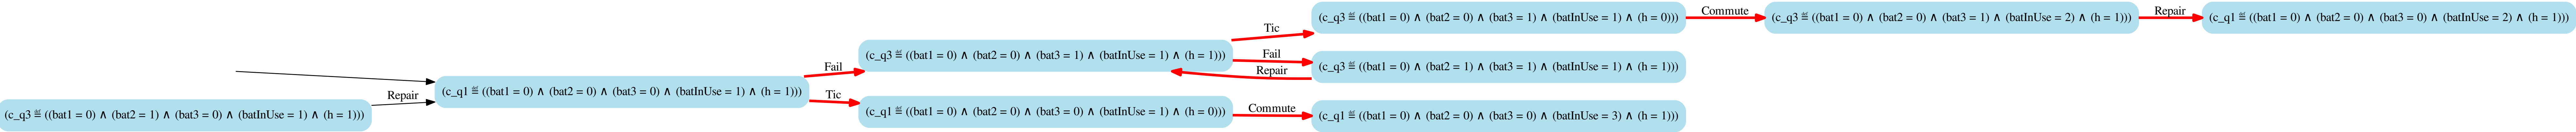 (c_q3 ≝ ((bat1 = 0) ∧ (bat2 = 1) ∧ (bat3 = 0) ∧ (batInUse = 1) ∧ (h = 1)))
Repair
(c_q1 ≝ ((bat1 = 0) ∧ (bat2 = 0) ∧ (bat3 = 0) ∧ (batInUse = 1) ∧ (h = 1)))
Fail
Tic
(c_q3 ≝ ((bat1 = 0) ∧ (bat2 = 0) ∧ (bat3 = 1) ∧ (batInUse = 1) ∧ (h = 1)))
(c_q1 ≝ ((bat1 = 0) ∧ (bat2 = 0) ∧ (bat3 = 0) ∧ (batInUse = 1) ∧ (h = 0)))
Tic
Fail
Repair
Commute
(c_q3 ≝ ((bat1 = 0) ∧ (bat2 = 0) ∧ (bat3 = 1) ∧ (batInUse = 1) ∧ (h = 0)))
(c_q3 ≝ ((bat1 = 0) ∧ (bat2 = 1) ∧ (bat3 = 1) ∧ (batInUse = 1) ∧ (h = 1)))
(c_q1 ≝ ((bat1 = 0) ∧ (bat2 = 0) ∧ (bat3 = 0) ∧ (batInUse = 3) ∧ (h = 1)))
Commute
(c_q3 ≝ ((bat1 = 0) ∧ (bat2 = 0) ∧ (bat3 = 1) ∧ (batInUse = 2) ∧ (h = 1)))
Repair
(c_q1 ≝ ((bat1 = 0) ∧ (bat2 = 0) ∧ (bat3 = 0) ∧ (batInUse = 2) ∧ (h = 1)))